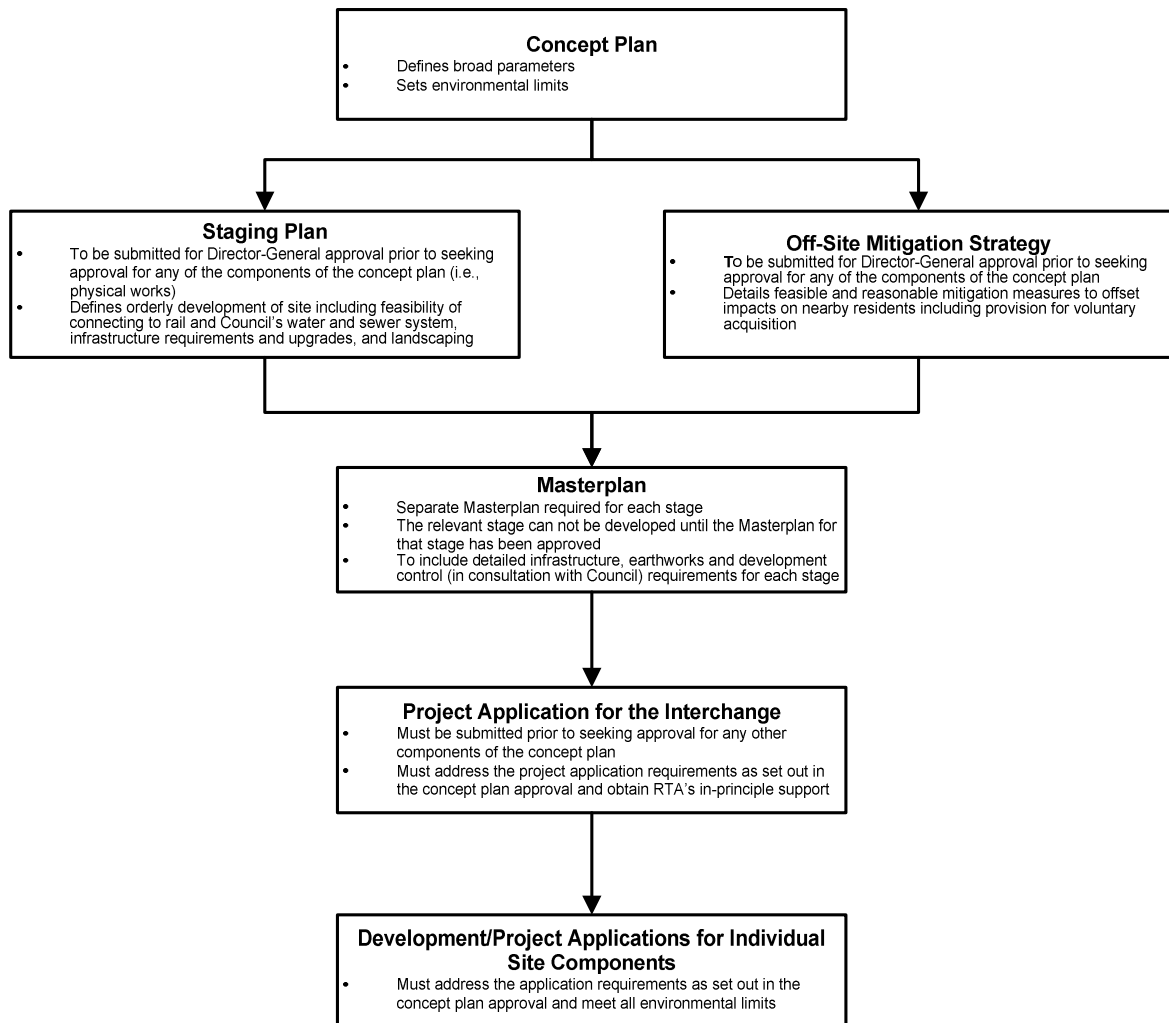 Concept Plan
• Defines broad parameters
• Sets environmental limits
Staging Plan
• To be submitted for Director-General approval prior to seeking
approval for any of the components of the concept plan (i.e.,
physical works)
• Defines orderly development of site including feasibility of
connecting to rail and Council's water and sewer system,
infrastructure requirements and upgrades, and landscaping
Off-Site Mitigation Strategy
• To be submitted for Director-General approval prior to seeking
approval for any of the components of the concept plan
• Details feasible and reasonable mitigation measures to offset
impacts on nearby residents including provision for voluntary
acquisition
Masterplan
• Separate Masterplan required for each stage
• The relevant stage can not be developed until the Masterplan for
that stage has been approved
• To include detailed infrastructure, earthworks and development
control (in consultation with Council) requirements for each stage
Project Application for the Interchange
• Must be submitted prior to seeking approval for any other
components of the concept plan
• Must address the project application requirements as set out in
the concept plan approval and obtain RTA's in-principle support
Development/Project Applications for Individual
Site Components
• Must address the application requirements as set out in the
concept plan approval and meet all environmental limits